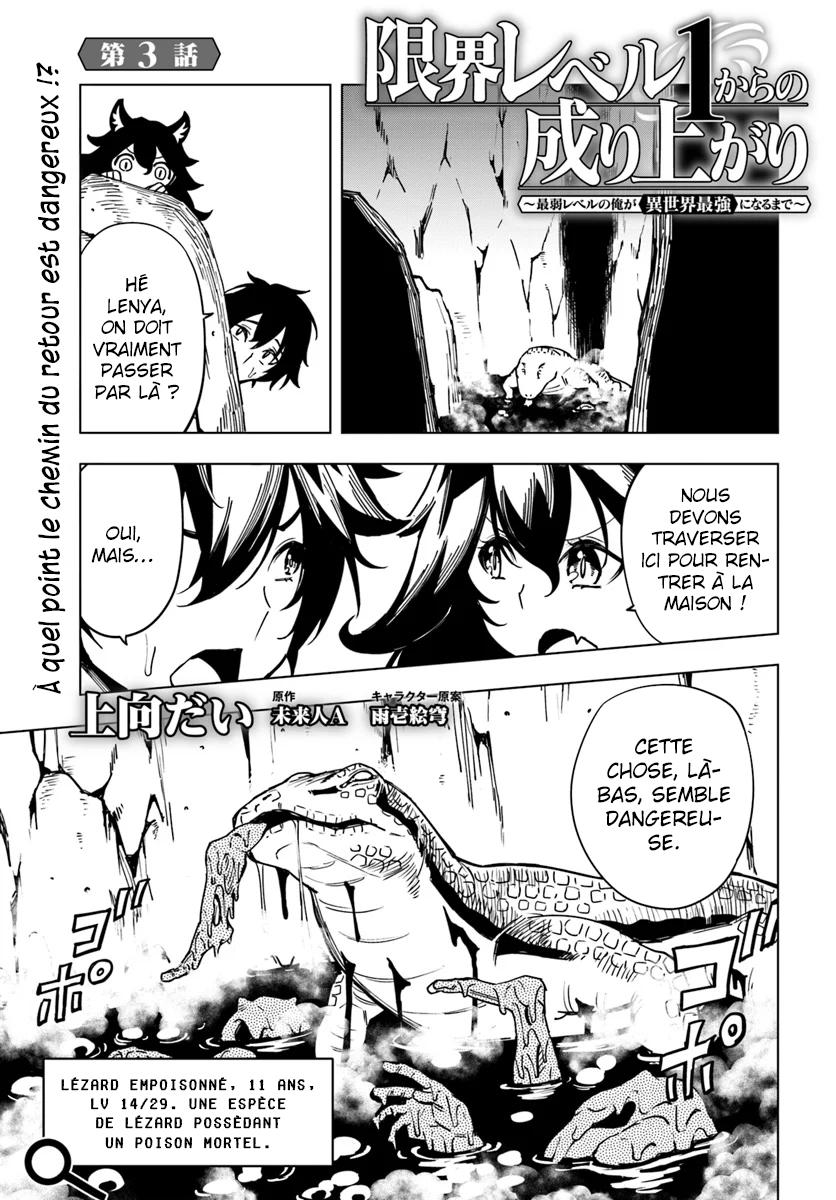 第3話
限界レベル1からの
成り上がり
~最弱レベルの俺が異世界最強になるまで~
À quel point le chemin du retour est dangereux !?
HÉ
LENYA,
ON DOIT
VRAIMENT
PASSER
PAR LÀ ?
NOUS
DEVONS
TRAVERSER
ICI POUR REN-
TRER À LA
MAISON !
OUI,
MAIS...
上向だい
原作
未来人A
キャラクター原案
雨壱絵穹
CETTE
CHOSE, LÀ-
BAS, SEMBLE
DANGEREU-
SE.
ゴポポ
ゴポポ
LÉZARD EMPOISONNÉ, 11 ANS,
LV 14/29. UNE ESPÈCE
DE LÉZARD POSSÈDANT
UN POISON MORTEL.